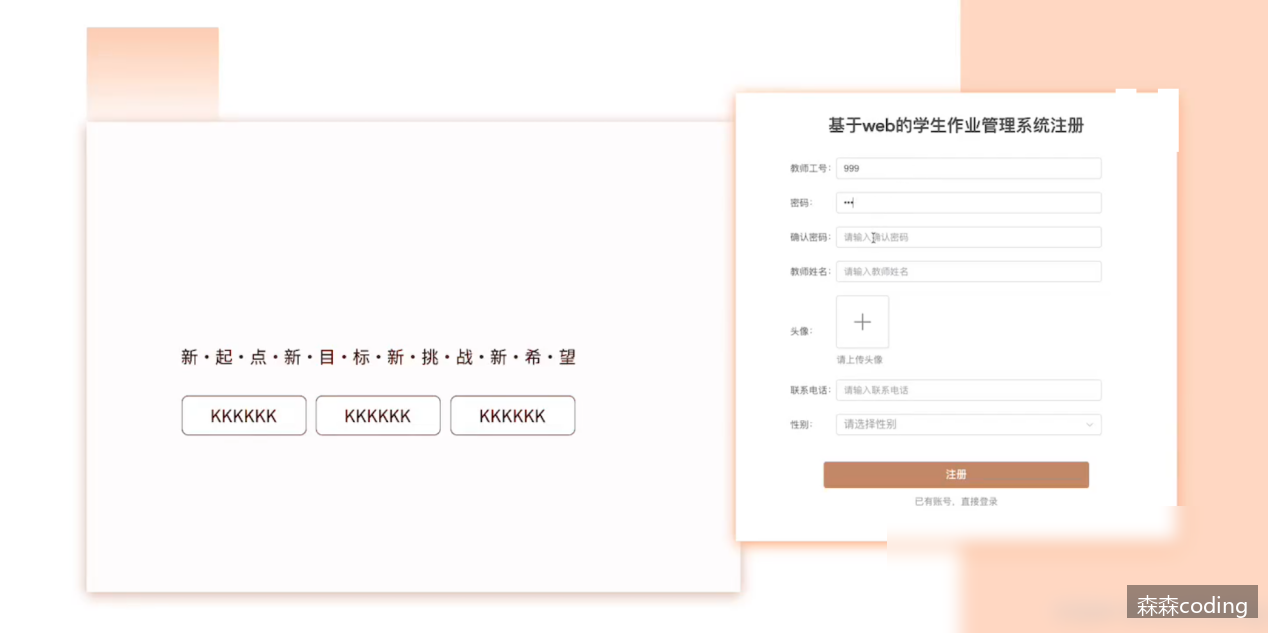 新·起·点·新·目·标·新·挑·战·新·希·望
KKKKKK KKKKKK KKKKKK
基于web的学生作业管理系统注册
教师工号： 999
密码： •••
确认密码： 请输入确认密码
教师姓名： 请输入教师姓名
头像：
请上传头像
联系电话： 请输入联系电话
性别： 请选择性别
注册
已有账号，直接登录
森森coding